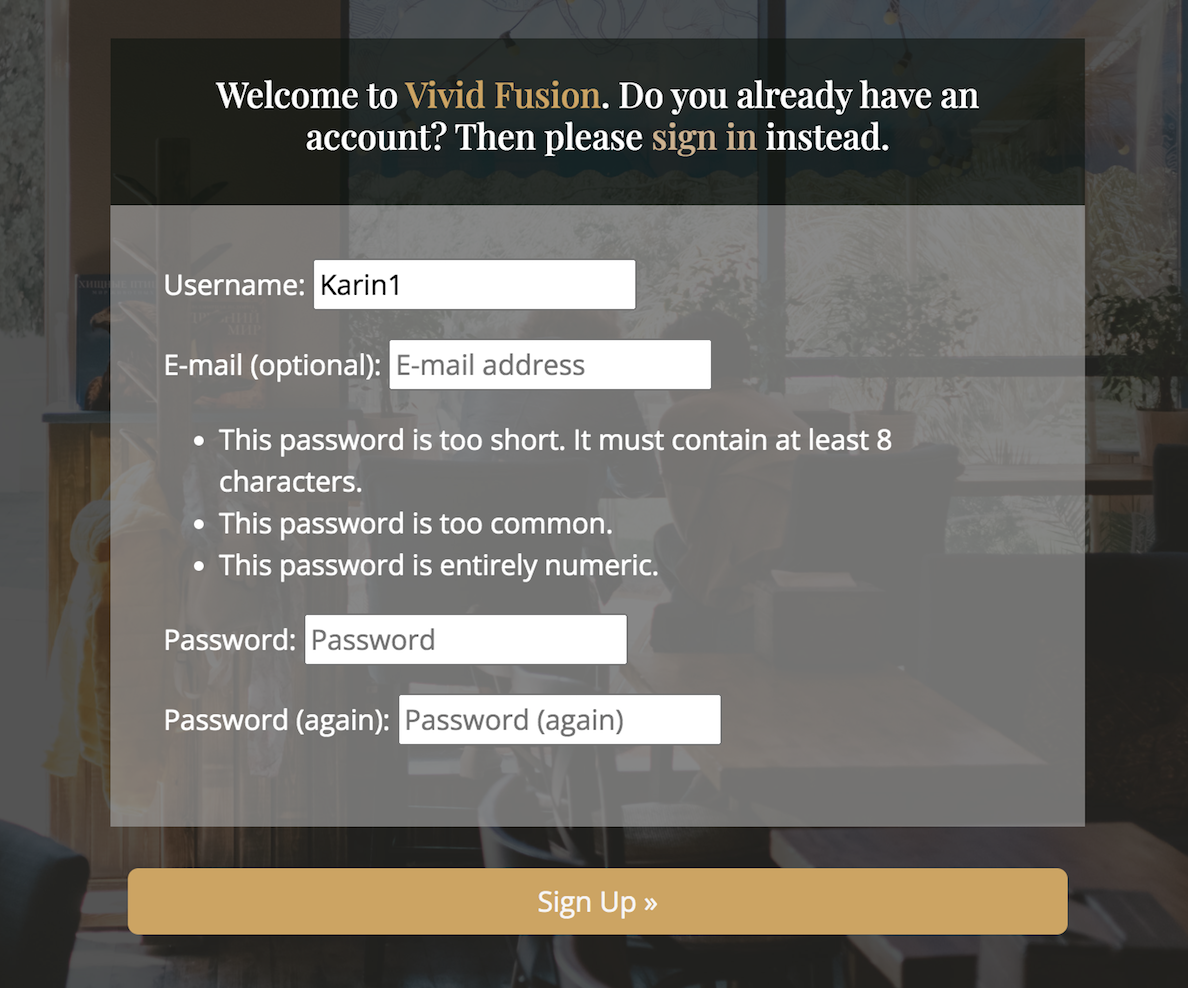 Welcome to Vivid Fusion. Do you already have an
account? Then please sign in instead.
Username: Karin1
E-mail (optional): E-mail address
• This password is too short. It must contain at least 8
characters.
• This password is too common.
• This password is entirely numeric.
Password: Password
Password (again): Password (again)
Sign Up »